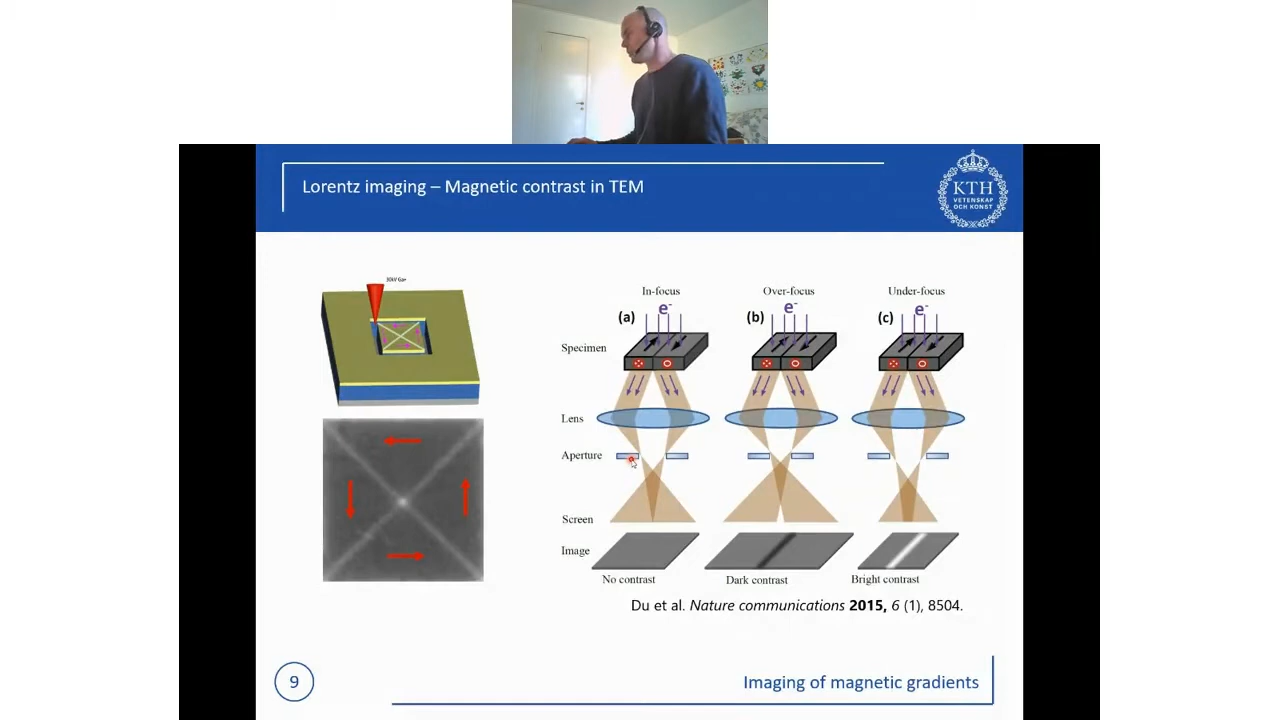 Lorentz imaging – Magnetic contrast in TEM
KTH
VETENSKAP
OCH KONST
30kV Ga+
In-focus
Over-focus
Under-focus
(a)
e-
(b)
e-
(c)
e-
Specimen
Lens
Aperture
Screen
Image
No contrast
Dark contrast
Bright contrast
Du et al. Nature communications 2015, 6 (1), 8504.
9
Imaging of magnetic gradients